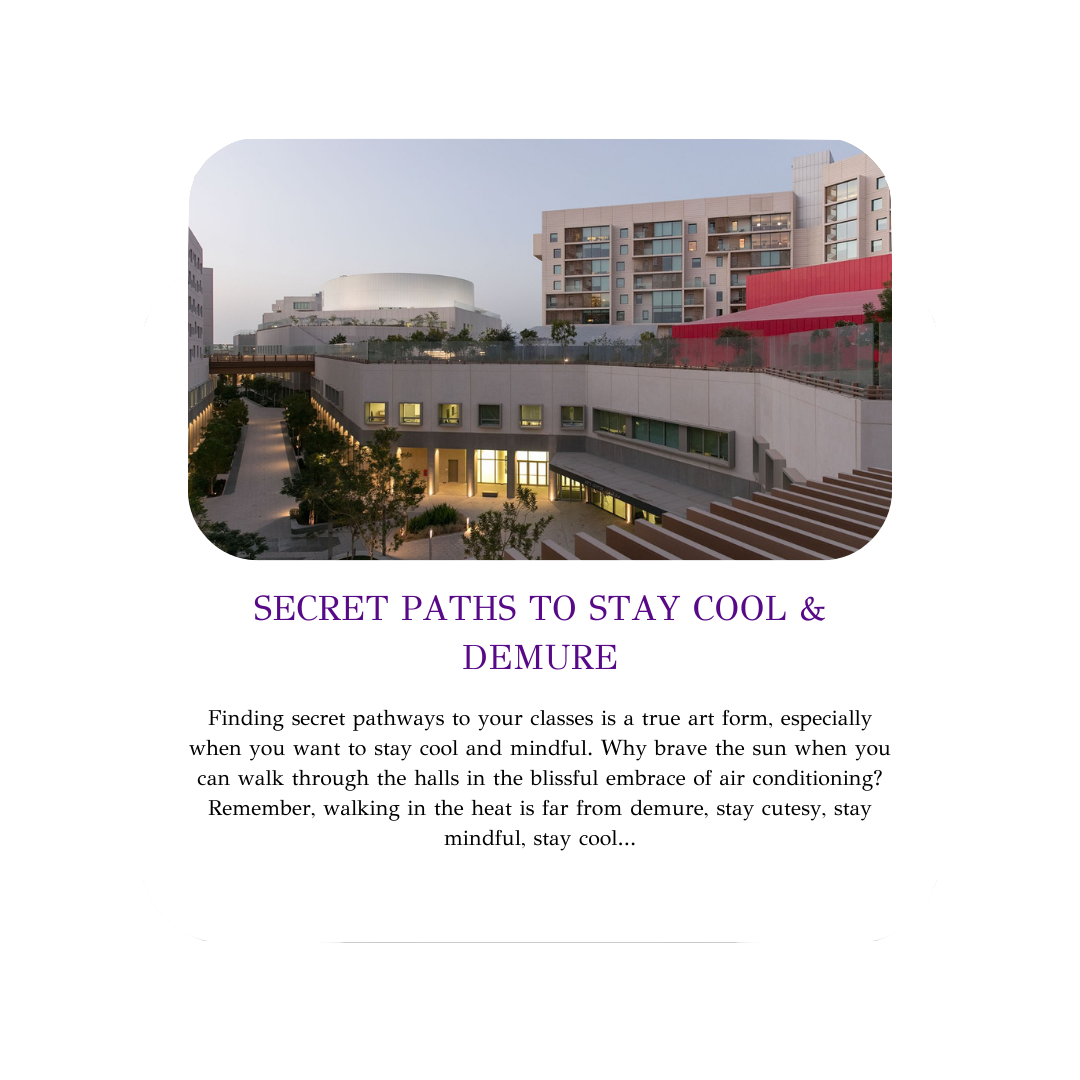 SECRET PATHS TO STAY COOL &
DEMURE
Finding secret pathways to your classes is a true art form, especially
when you want to stay cool and mindful. Why brave the sun when you
can walk through the halls in the blissful embrace of air conditioning?
Remember, walking in the heat is far from demure, stay cutesy, stay
mindful, stay cool...